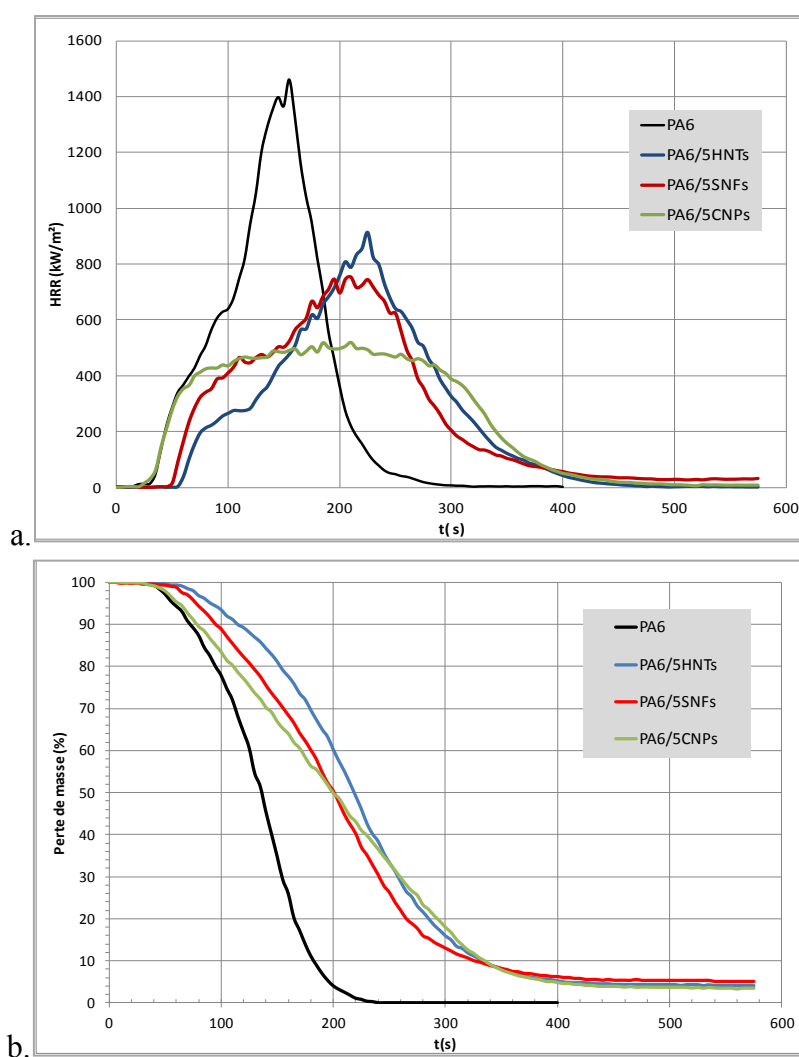 1600
1400
1200
1000
800
600
400
200
0
HRR (kW/m²)
PA6
PA6/5HNTs
PA6/5SNFs
PA6/5CNPs
0 100 200 300 400 500 600
t( s)
a.
100
90
80
70
60
50
40
30
20
10
0
Perte de masse (%)
PA6
PA6/5HNTs
PA6/5SNFs
PA6/5CNPs
0 100 200 300 400 500 600
t(s)
b.